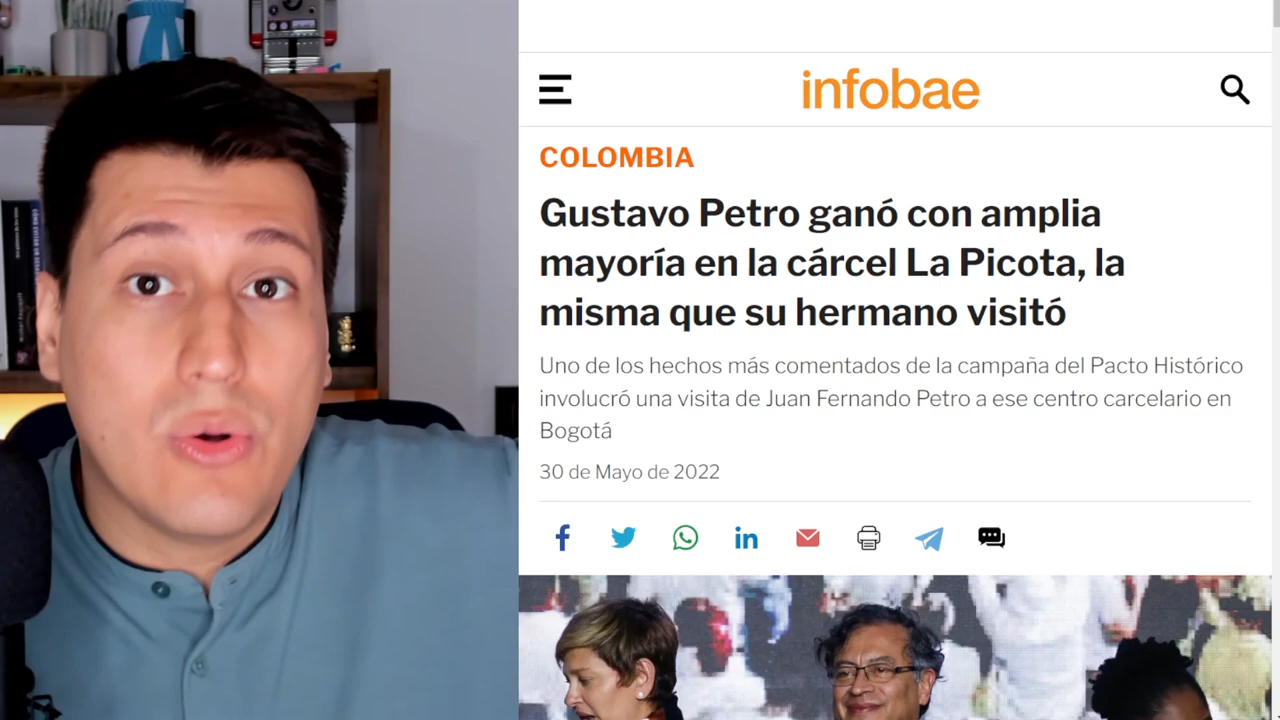 infobae
COLOMBIA
Gustavo Petro ganó con amplia
mayoría en la cárcel La Picota, la
misma que su hermano visitó
Uno de los hechos más comentados de la campaña del Pacto Histórico
involucró una visita de Juan Fernando Petro a ese centro carcelario en
Bogotá
30 de Mayo de 2022